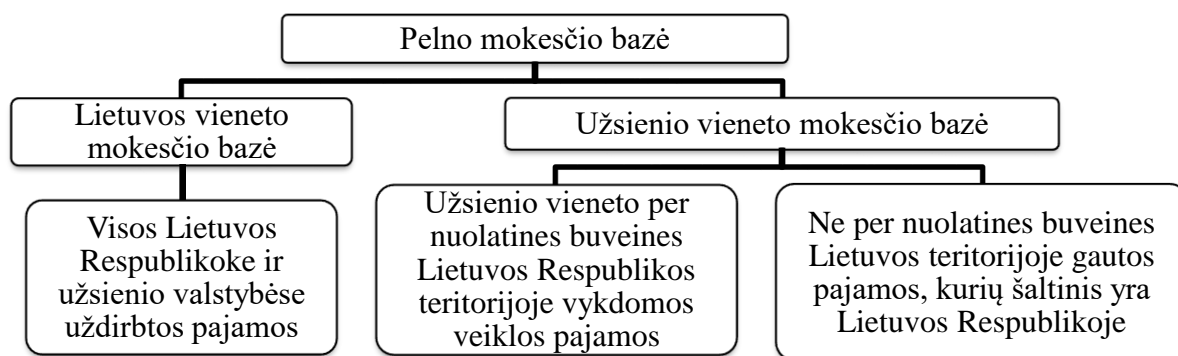 Pelno mokesčio bazė
Lietuvos vieneto
mokesčio bazė
Užsienio vieneto mokesčio bazė
Visos Lietuvos
Respublikoke ir
užsienio valstybėse
uždirbtos pajamos
Užsienio vieneto per
nuolatines buveines
Lietuvos Respublikos
teritorijoje vykdomos
veiklos pajamos
Ne per nuolatines buveines
Lietuvos teritorijoje gautos
pajamos, kurių šaltinis yra
Lietuvos Respublikoje